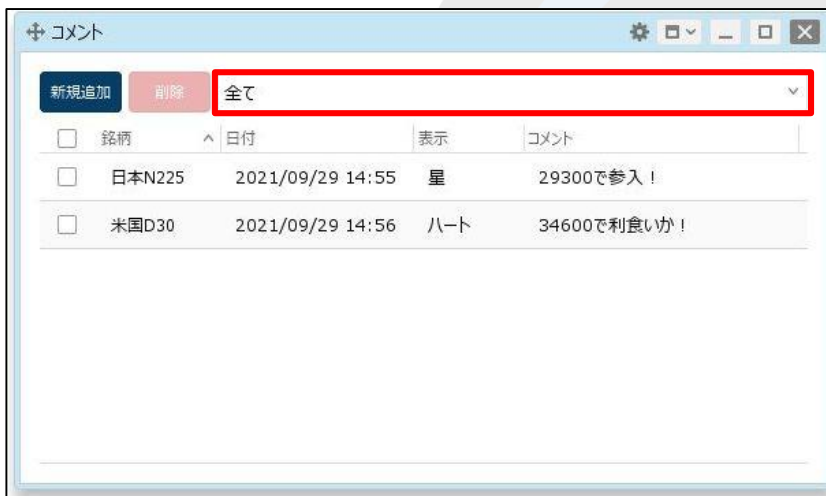 コメント
新規追加 削除 全て
銘柄 日付 表示 コメント
日本N225 2021/09/29 14:55 星 29300で参入！
米国D30 2021/09/29 14:56 ハート 34600で利食いか！